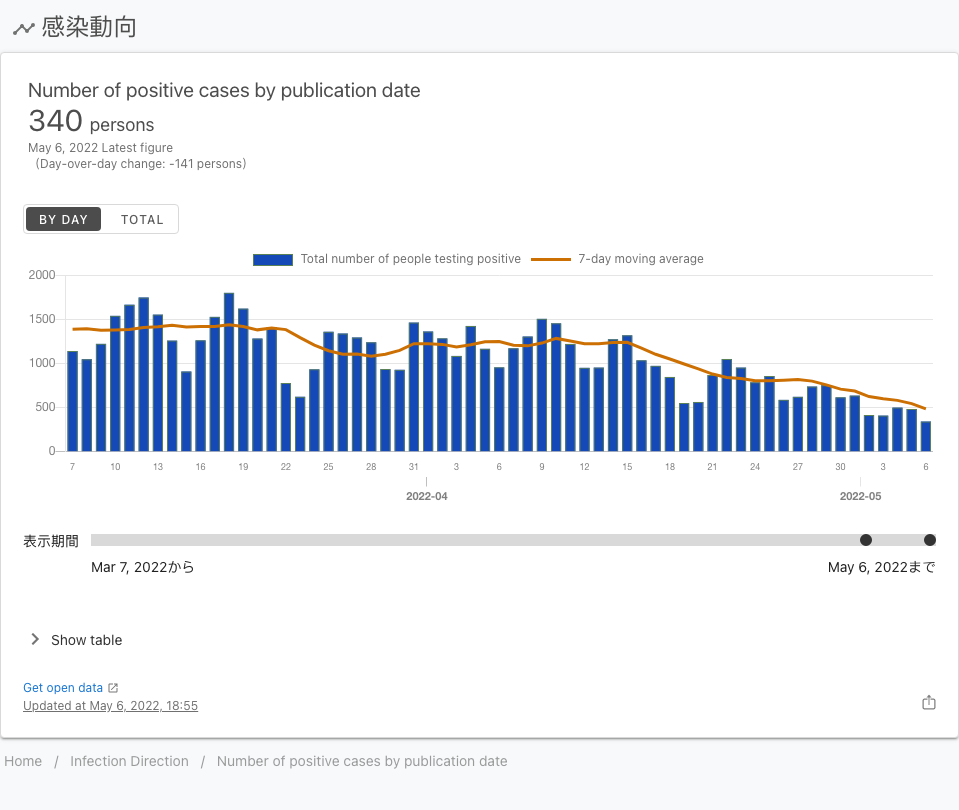 感染動向
Number of positive cases by publication date
340 persons
May 6, 2022 Latest figure
(Day-over-day change: -141 persons)
BY DAY TOTAL
Total number of people testing positive 7-day moving average
2000
1500
1000
500
0
7 10 13 16 19 22 25 28 31 3 6 9 12 15 18 21 24 27 30 3 6
2022-04 2022-05
表示期間
Mar 7, 2022から May 6, 2022まで
Show table
Get open data
Updated at May 6, 2022, 18:55
Home / Infection Direction / Number of positive cases by publication date